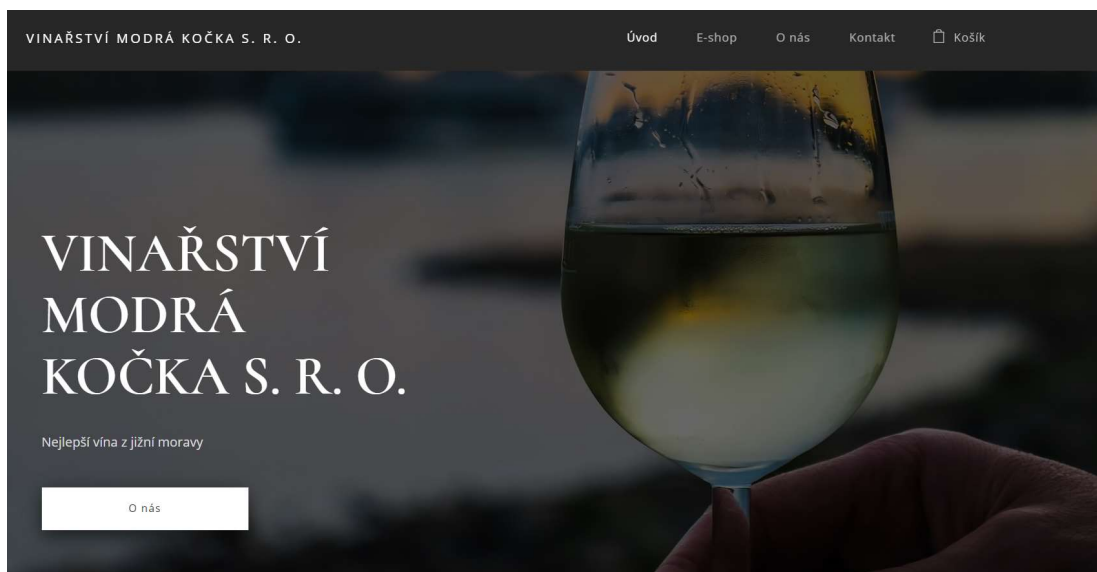 VINAŘSTVÍ MODRÁ KOČKA S. R. O.
Úvod E-shop O nás Kontakt Košík
VINAŘSTVÍ
MODRÁ
KOČKA S. R. O.
Nejlepší vína z jižní moravy
O nás